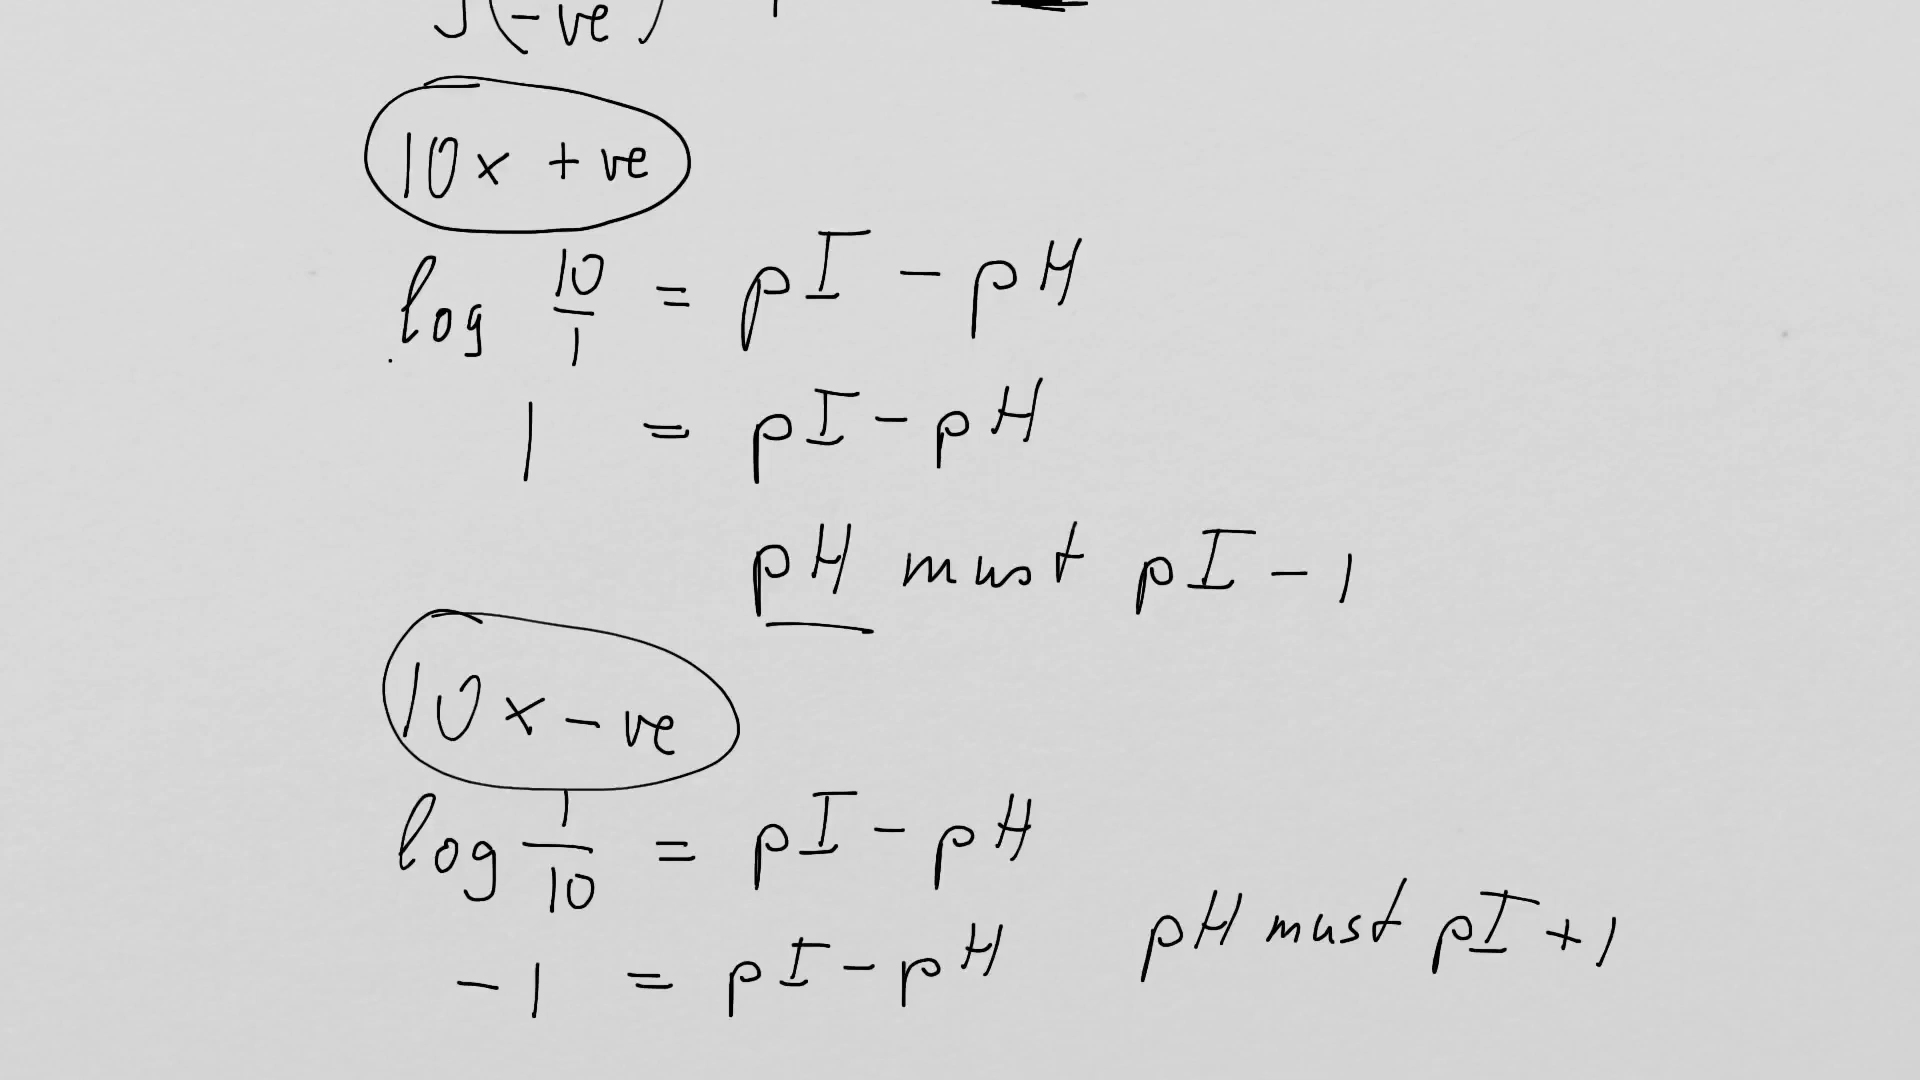 (-ve)
10x +ve
log 10/1 = pI - pH
1 = pI - pH
pH must pI - 1
10x -ve
log 1/10 = pI - pH
-1 = pI - pH pH must pI + 1